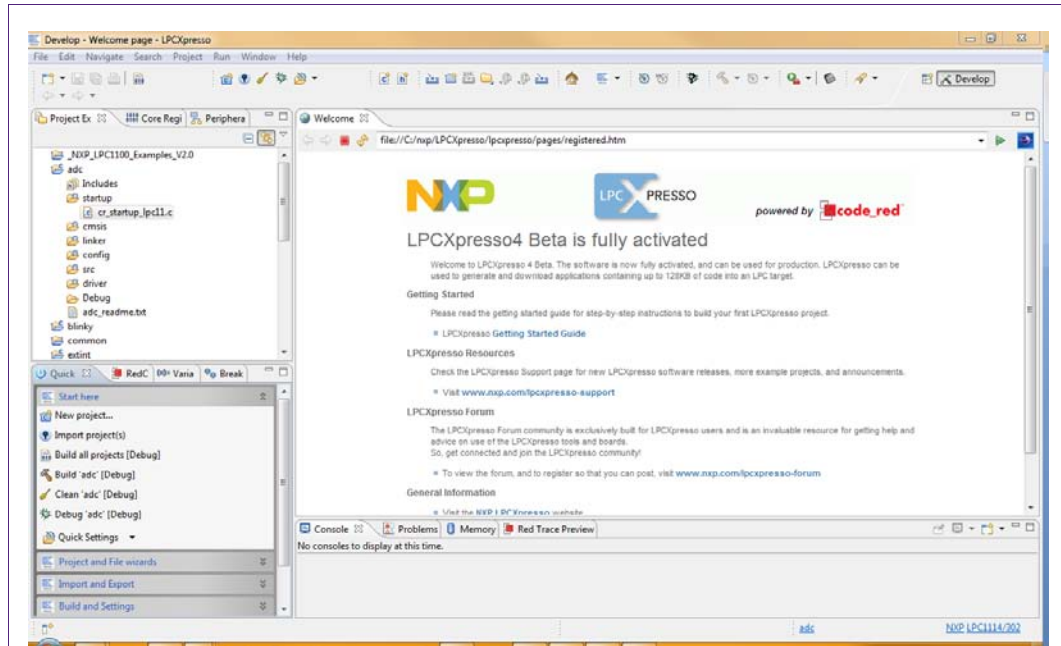 Develop - Welcome page - LPCXpresso
File Edit Navigate Search Project Run Window Help
Develop
Project Ex Core Regi Periphera
Welcome
file://C:/nxp/LPCXpresso/lpcxpresso/pages/registered.htm
_NXP_LPC1100_Examples_V2.0
adc
Includes
startup
cr_startup_lpc11.c
cmsis
linker
config
src
driver
Debug
adc_readme.txt
blinky
common
extint
NXP LPC XPRESSO powered by code_red
LPCXpresso4 Beta is fully activated
Welcome to LPCXpresso 4 Beta. The software is now fully activated, and can be used for production. LPCXpresso can be
used to generate and download applications containing up to 128KB of code into an LPC target.
Getting Started
Please read the getting started guide for step-by-step instructions to build your first LPCXpresso project.
LPCXpresso Getting Started Guide
LPCXpresso Resources
Check the LPCXpresso Support page for new LPCXpresso software releases, more example projects, and announcements.
Visit www.nxp.com/lpcxpresso-support
LPCXpresso Forum
The LPCXpresso Forum community is exclusively built for LPCXpresso users and is an invaluable resource for getting help and
advice on use of the LPCXpresso tools and boards.
So, get connected and join the LPCXpresso community!
To view the forum, and to register so that you can post, visit www.nxp.com/lpcxpresso-forum
General Information
Visit the NXP LPCXpresso website
Quick RedC Varia Break
Start here
New project...
Import project(s)
Build all projects [Debug]
Build 'adc' [Debug]
Clean 'adc' [Debug]
Debug 'adc' [Debug]
Quick Settings
Project and File wizards
Import and Export
Build and Settings
Console Problems Memory Red Trace Preview
No consoles to display at this time.
adc
NXP LPC1114/302